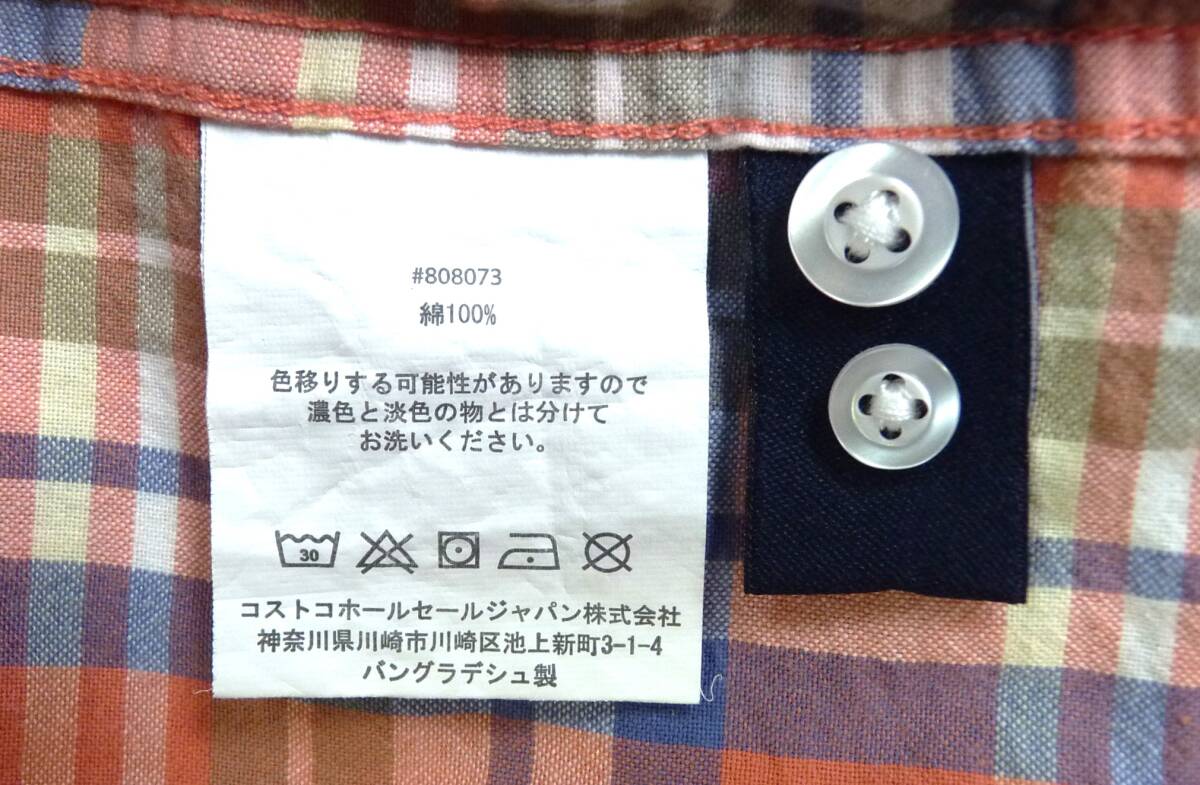 #808073
綿100%
色移りする可能性がありますので
濃色と淡色の物とは分けて
お洗いください。
30
コストコホールセールジャパン株式会社
神奈川県川崎市川崎区池上新町3-1-4
バングラデシュ製